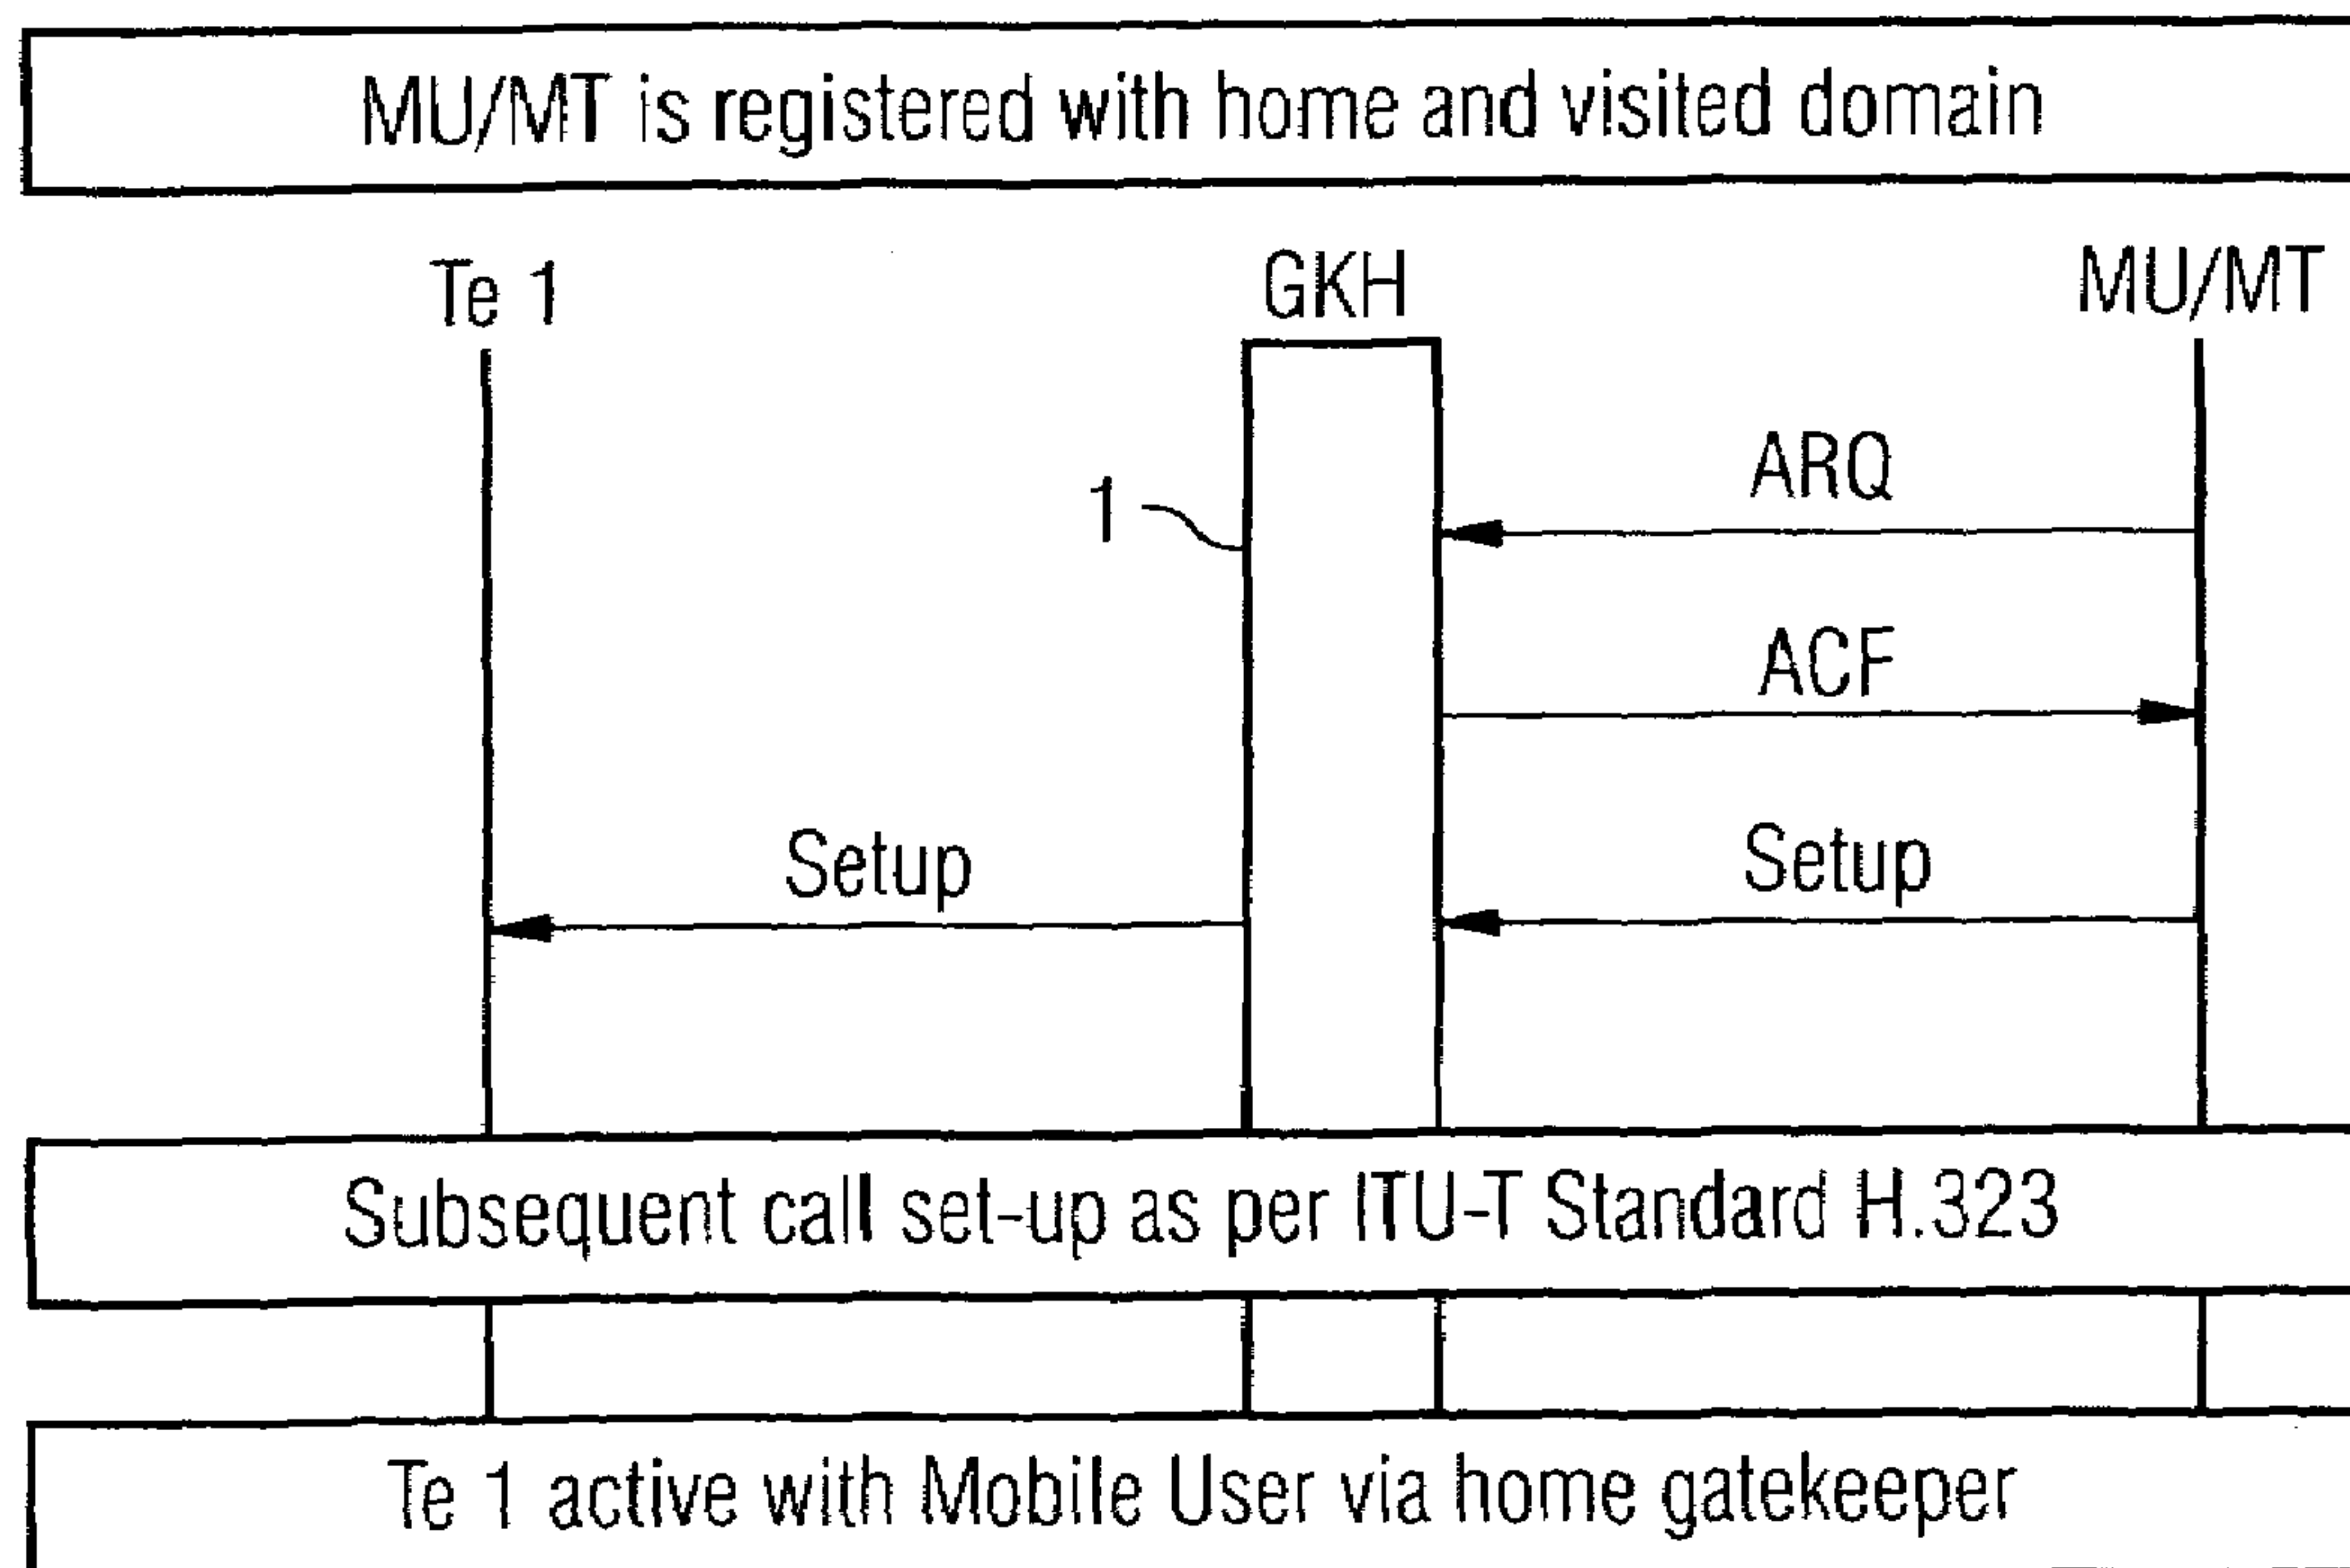 MU/MT is registered with home and visited domain
Te 1 GKH MU/MT
ARQ
1
ACF
Setup Setup
Subsequent call set-up as per ITU-T Standard H.323
Te 1 active with Mobile User via home gatekeeper